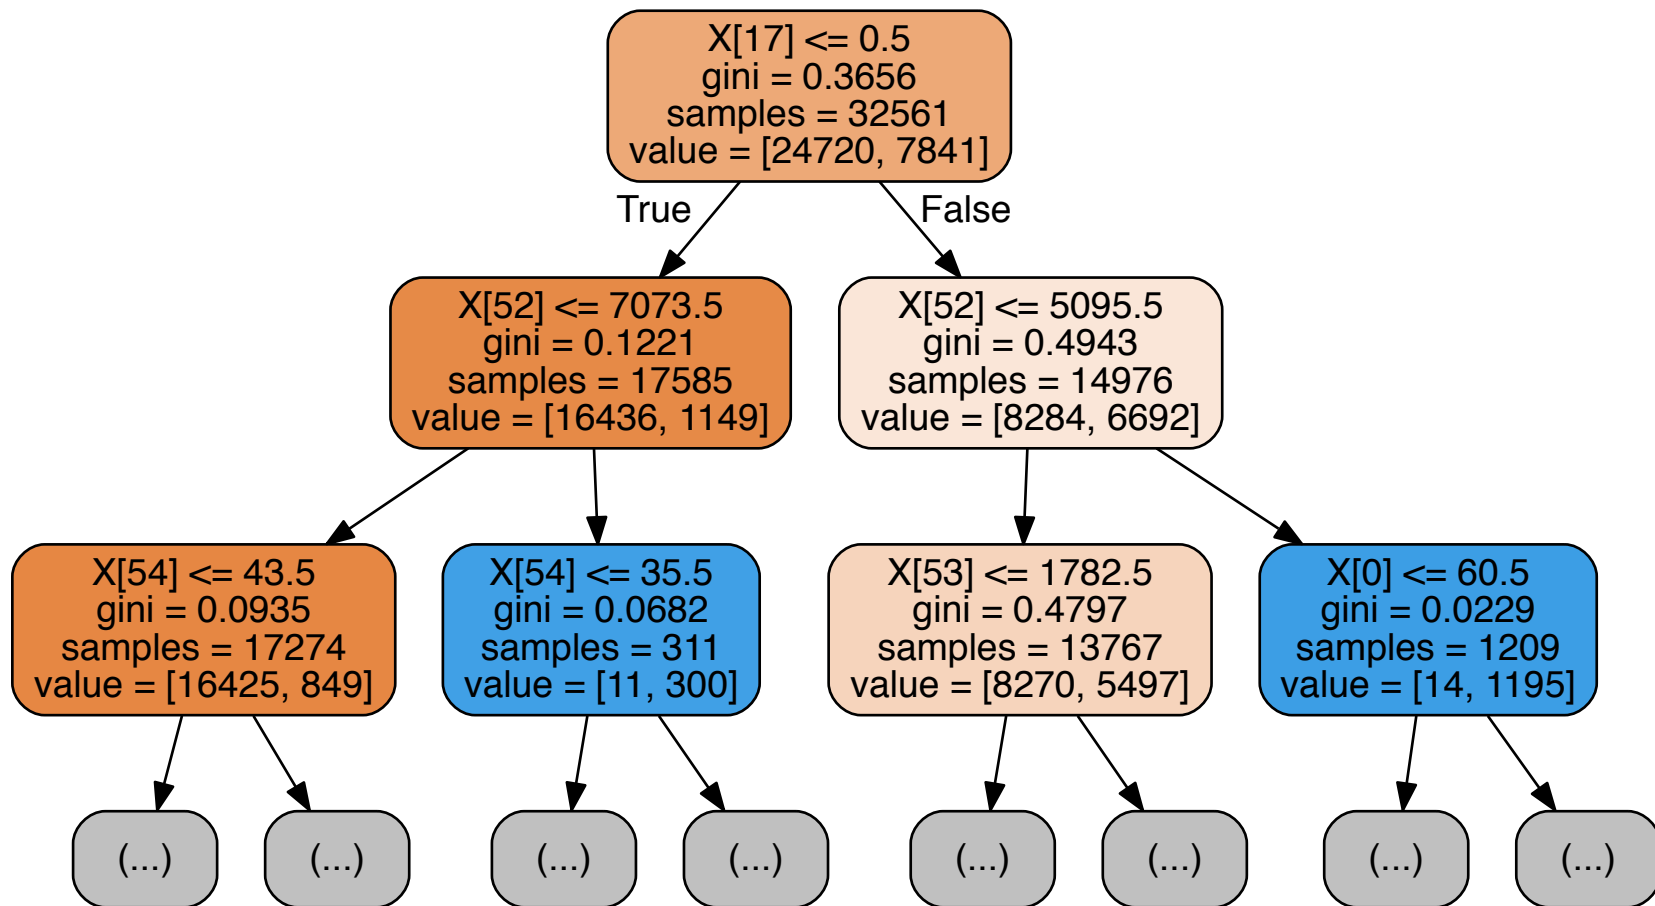 X[17] <= 0.5
gini = 0.3656
samples = 32561
value = [24720, 7841]
True
False
X[52] <= 7073.5
gini = 0.1221
samples = 17585
value = [16436, 1149]
X[52] <= 5095.5
gini = 0.4943
samples = 14976
value = [8284, 6692]
X[54] <= 43.5
gini = 0.0935
samples = 17274
value = [16425, 849]
X[54] <= 35.5
gini = 0.0682
samples = 311
value = [11, 300]
X[53] <= 1782.5
gini = 0.4797
samples = 13767
value = [8270, 5497]
X[0] <= 60.5
gini = 0.0229
samples = 1209
value = [14, 1195]
(...)
(...)
(...)
(...)
(...)
(...)
(...)
(...)